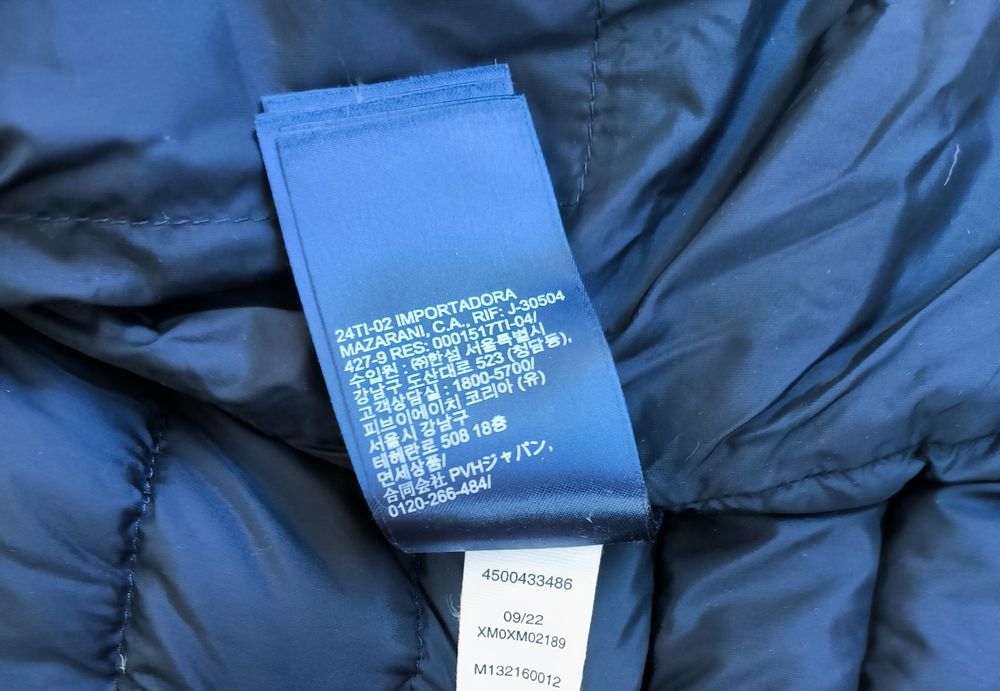 24TI-02 IMPORTADORA
MAZARANI, C.A., RIF: J-30504
427-9 RES: 0001517TI-04/
수입원 : ㈜한섬 서울특별시
강남구 도산대로 523 (청담동),
고객상담실 : 1800-5700/
피브이에이치 코리아 (유)
서울시 강남구
테헤란로 508 18층
면세상품/
合同会社 PVHジャパン,
0120-266-484/
4500433486
09/22
XM0XM02189
M132160012